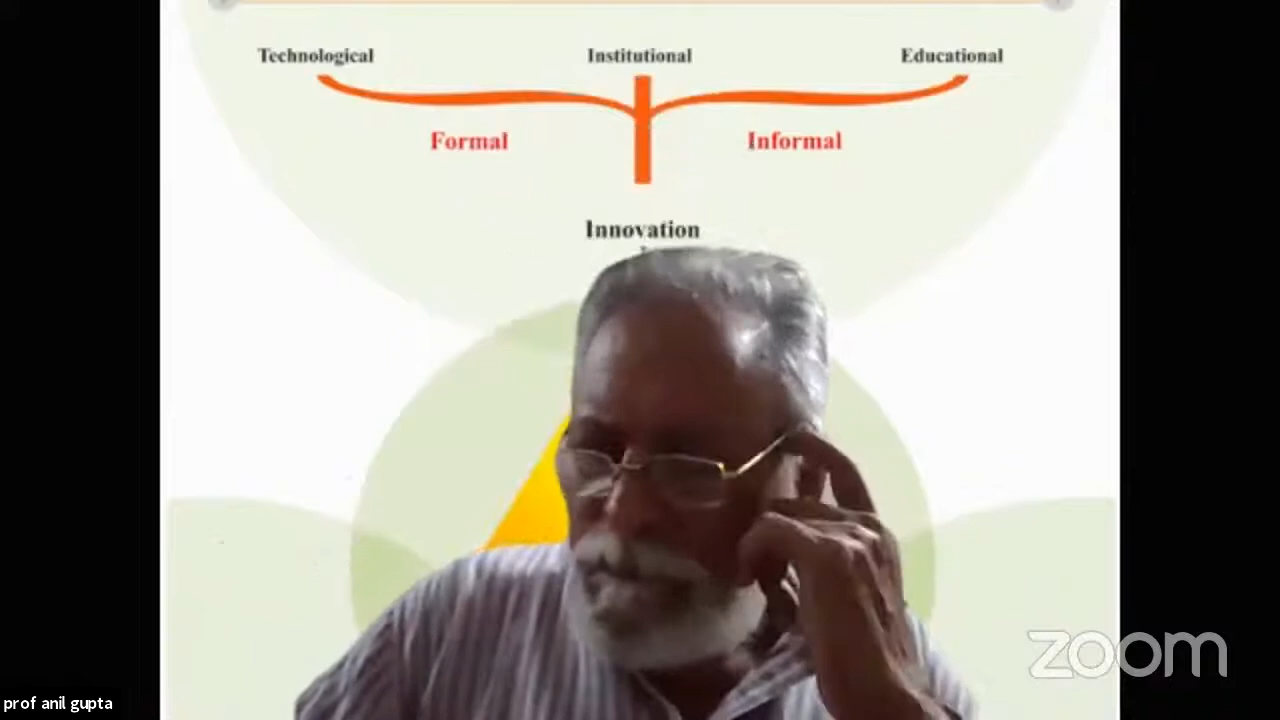 Technological Institutional Educational
Formal Informal
Innovation
zoom
prof anil gupta